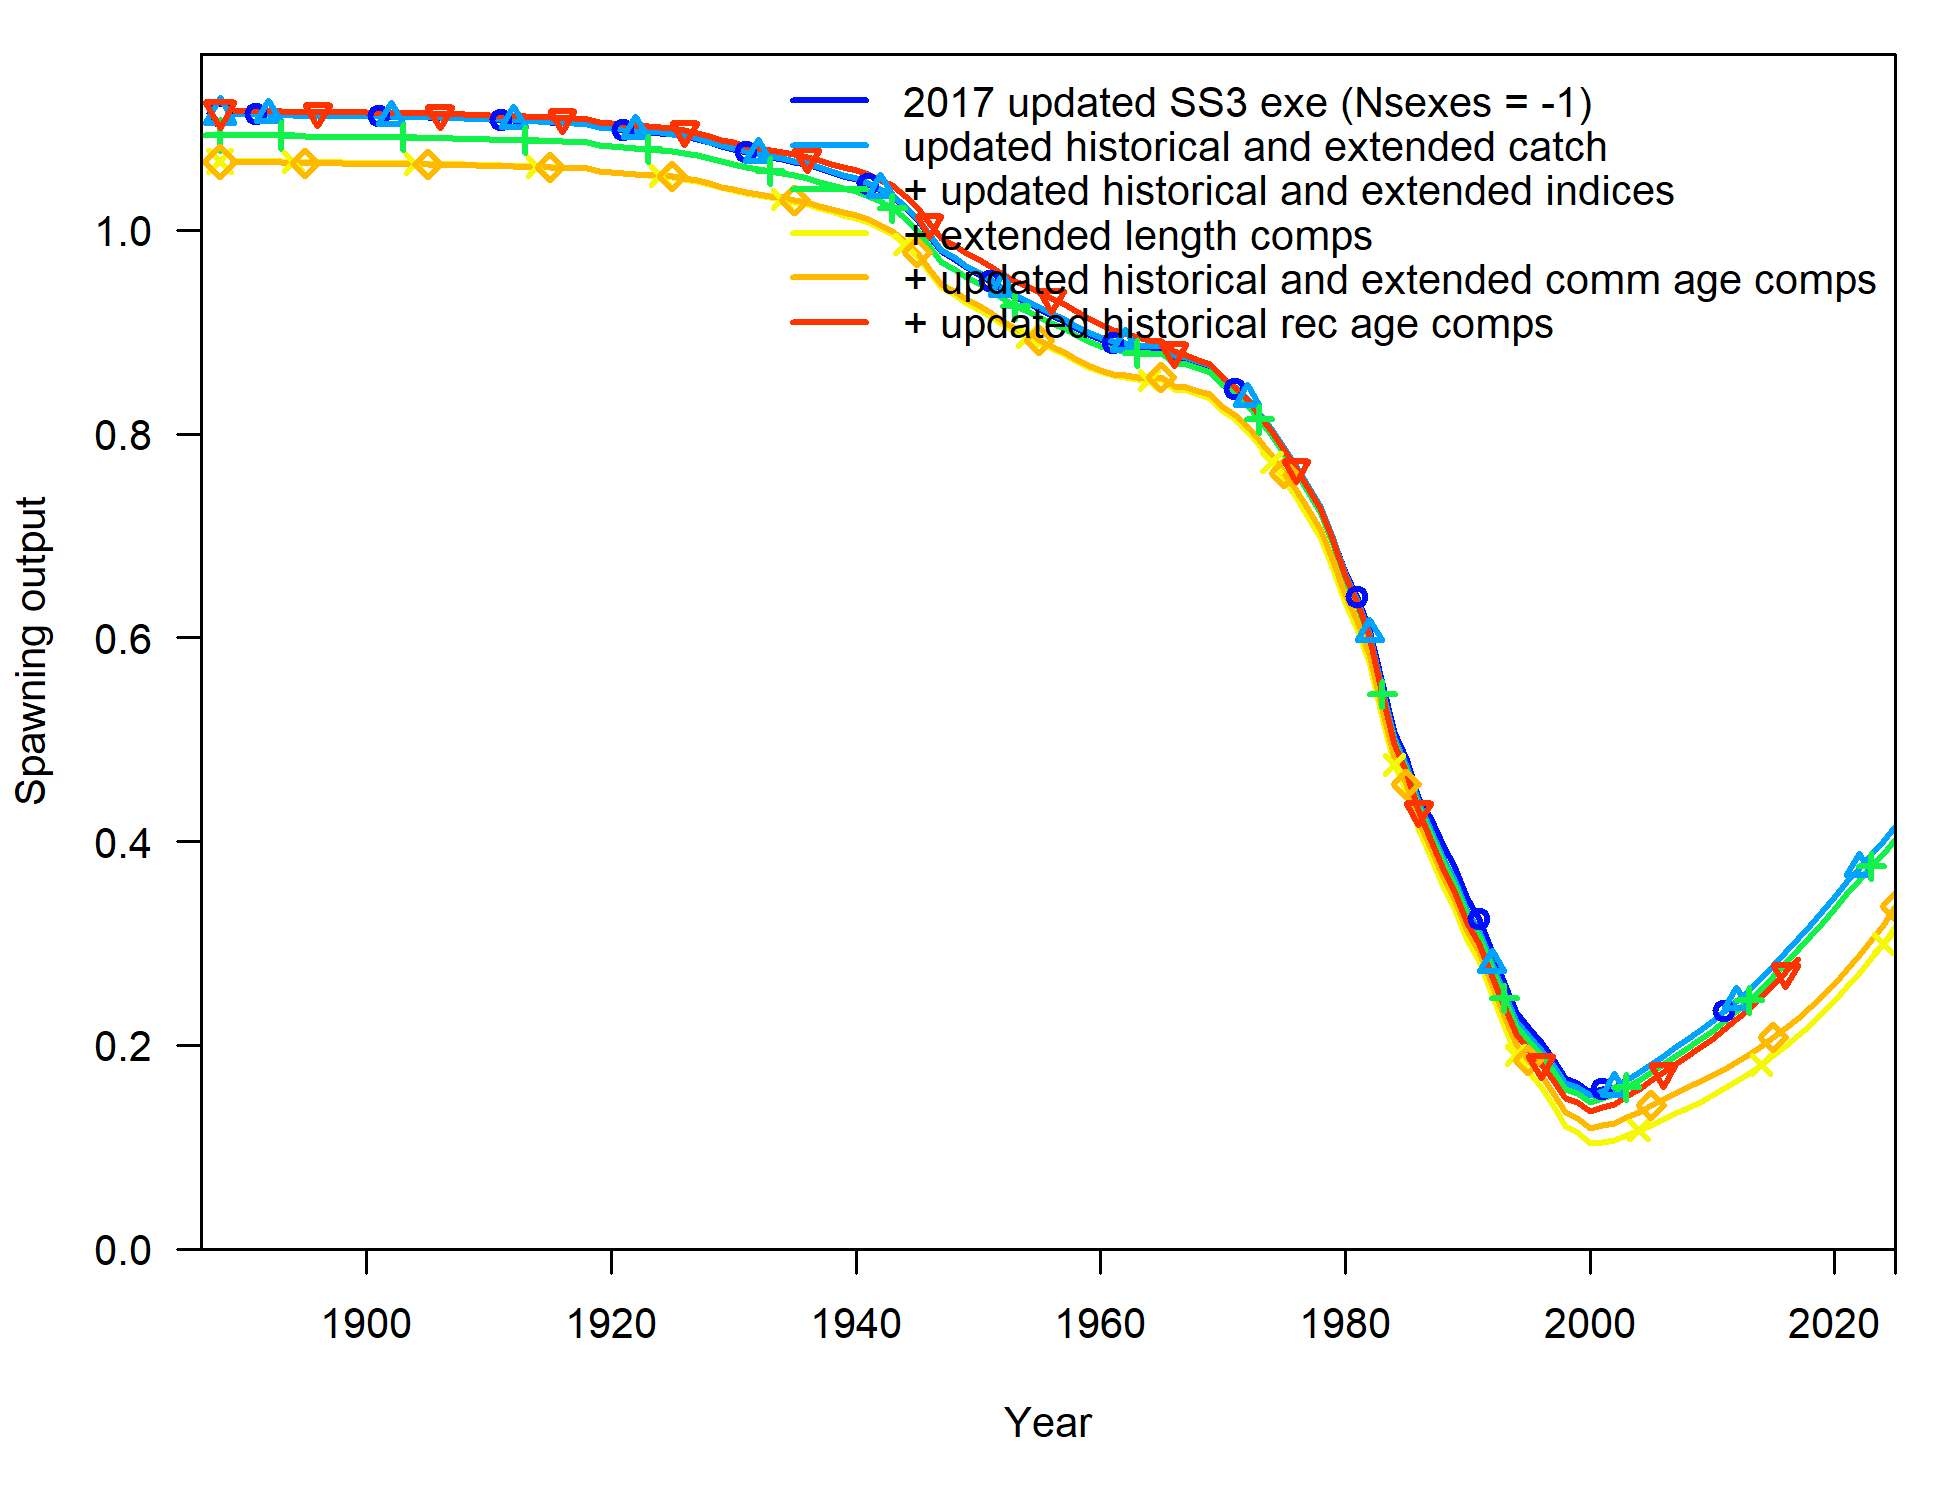 2017 updated SS3 exe (Nsexes = -1)
updated historical and extended catch
+ updated historical and extended indices
+ extended length comps
+ updated historical and extended comm age comps
+ updated historical rec age comps
Spawning output
1.0
0.8
0.6
0.4
0.2
0.0
1900 1920 1940 1960 1980 2000 2020
Year